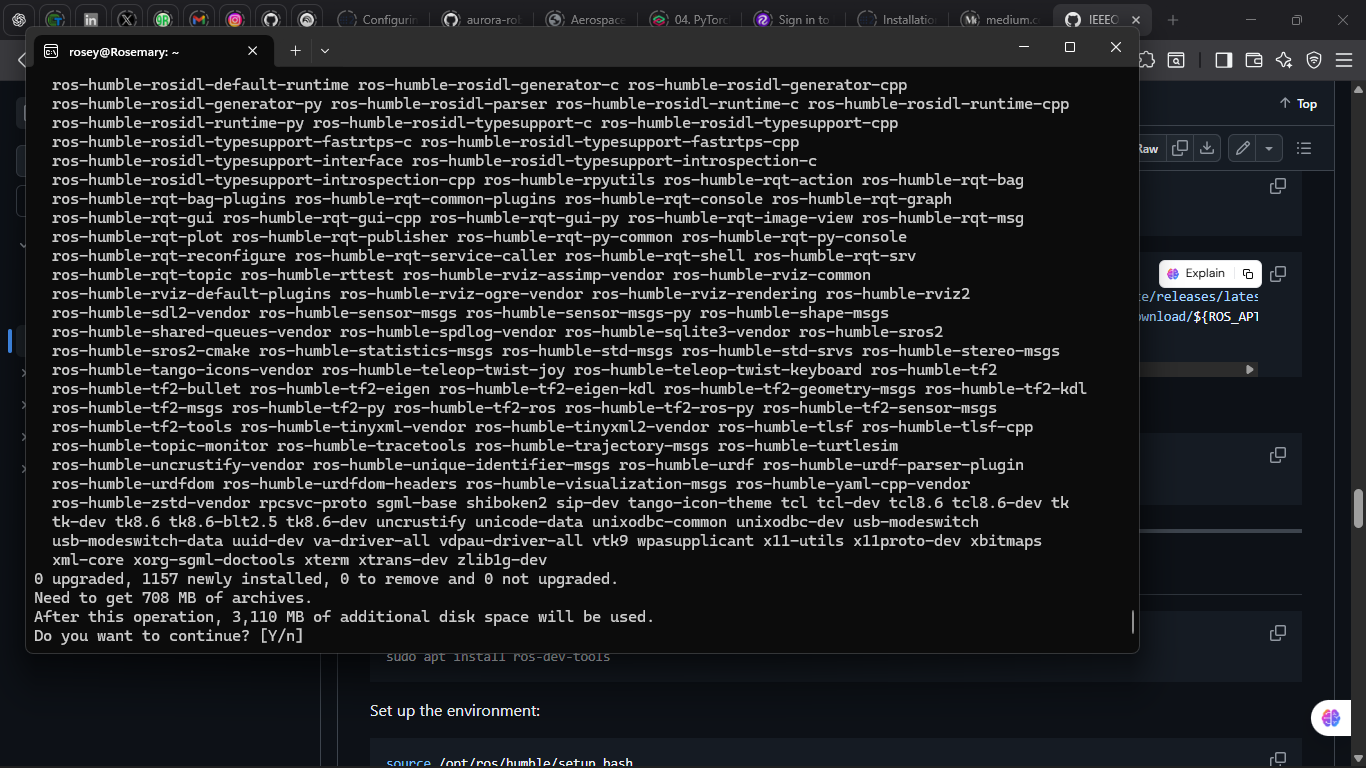 Configurin
aurora-rob
Aerospace
04. PyTorc
Sign in to
Installatio
medium.c
IEEEO
rosey@Rosemary: ~
ros-humble-rosidl-default-runtime ros-humble-rosidl-generator-c ros-humble-rosidl-generator-cpp
ros-humble-rosidl-generator-py ros-humble-rosidl-parser ros-humble-rosidl-runtime-c ros-humble-rosidl-runtime-cpp
ros-humble-rosidl-runtime-py ros-humble-rosidl-typesupport-c ros-humble-rosidl-typesupport-cpp
ros-humble-rosidl-typesupport-fastrtps-c ros-humble-rosidl-typesupport-fastrtps-cpp
ros-humble-rosidl-typesupport-interface ros-humble-rosidl-typesupport-introspection-c
ros-humble-rosidl-typesupport-introspection-cpp ros-humble-rpyutils ros-humble-rqt-action ros-humble-rqt-bag
ros-humble-rqt-bag-plugins ros-humble-rqt-common-plugins ros-humble-rqt-console ros-humble-rqt-graph
ros-humble-rqt-gui ros-humble-rqt-gui-cpp ros-humble-rqt-gui-py ros-humble-rqt-image-view ros-humble-rqt-msg
ros-humble-rqt-plot ros-humble-rqt-publisher ros-humble-rqt-py-common ros-humble-rqt-py-console
ros-humble-rqt-reconfigure ros-humble-rqt-service-caller ros-humble-rqt-shell ros-humble-rqt-srv
ros-humble-rqt-topic ros-humble-rttest ros-humble-rviz-assimp-vendor ros-humble-rviz-common
ros-humble-rviz-default-plugins ros-humble-rviz-ogre-vendor ros-humble-rviz-rendering ros-humble-rviz2
ros-humble-sdl2-vendor ros-humble-sensor-msgs ros-humble-sensor-msgs-py ros-humble-shape-msgs
ros-humble-shared-queues-vendor ros-humble-spdlog-vendor ros-humble-sqlite3-vendor ros-humble-sros2
ros-humble-sros2-cmake ros-humble-statistics-msgs ros-humble-std-msgs ros-humble-std-srvs ros-humble-stereo-msgs
ros-humble-tango-icons-vendor ros-humble-teleop-twist-joy ros-humble-teleop-twist-keyboard ros-humble-tf2
ros-humble-tf2-bullet ros-humble-tf2-eigen ros-humble-tf2-eigen-kdl ros-humble-tf2-geometry-msgs ros-humble-tf2-kdl
ros-humble-tf2-msgs ros-humble-tf2-py ros-humble-tf2-ros ros-humble-tf2-ros-py ros-humble-tf2-sensor-msgs
ros-humble-tf2-tools ros-humble-tinyxml-vendor ros-humble-tinyxml2-vendor ros-humble-tlsf ros-humble-tlsf-cpp
ros-humble-topic-monitor ros-humble-tracetools ros-humble-trajectory-msgs ros-humble-turtlesim
ros-humble-uncrustify-vendor ros-humble-unique-identifier-msgs ros-humble-urdf ros-humble-urdf-parser-plugin
ros-humble-urdfdom ros-humble-urdfdom-headers ros-humble-visualization-msgs ros-humble-yaml-cpp-vendor
ros-humble-zstd-vendor rpcsvc-proto sgml-base shiboken2 sip-dev tango-icon-theme tcl tcl-dev tcl8.6 tcl8.6-dev tk
tk-dev tk8.6 tk8.6-blt2.5 tk8.6-dev uncrustify unicode-data unixodbc-common unixodbc-dev usb-modeswitch
usb-modeswitch-data uuid-dev va-driver-all vdpau-driver-all vtk9 wpasupplicant x11-utils x11proto-dev xbitmaps
xml-core xorg-sgml-doctools xterm xtrans-dev zlib1g-dev
0 upgraded, 1157 newly installed, 0 to remove and 0 not upgraded.
Need to get 708 MB of archives.
After this operation, 3,110 MB of additional disk space will be used.
Do you want to continue? [Y/n]
Top
Raw
Explain
te/releases/lates
wnload/${ROS_APT
sudo apt install ros-dev-tools
Set up the environment:
source /opt/ros/humble/setup.bash